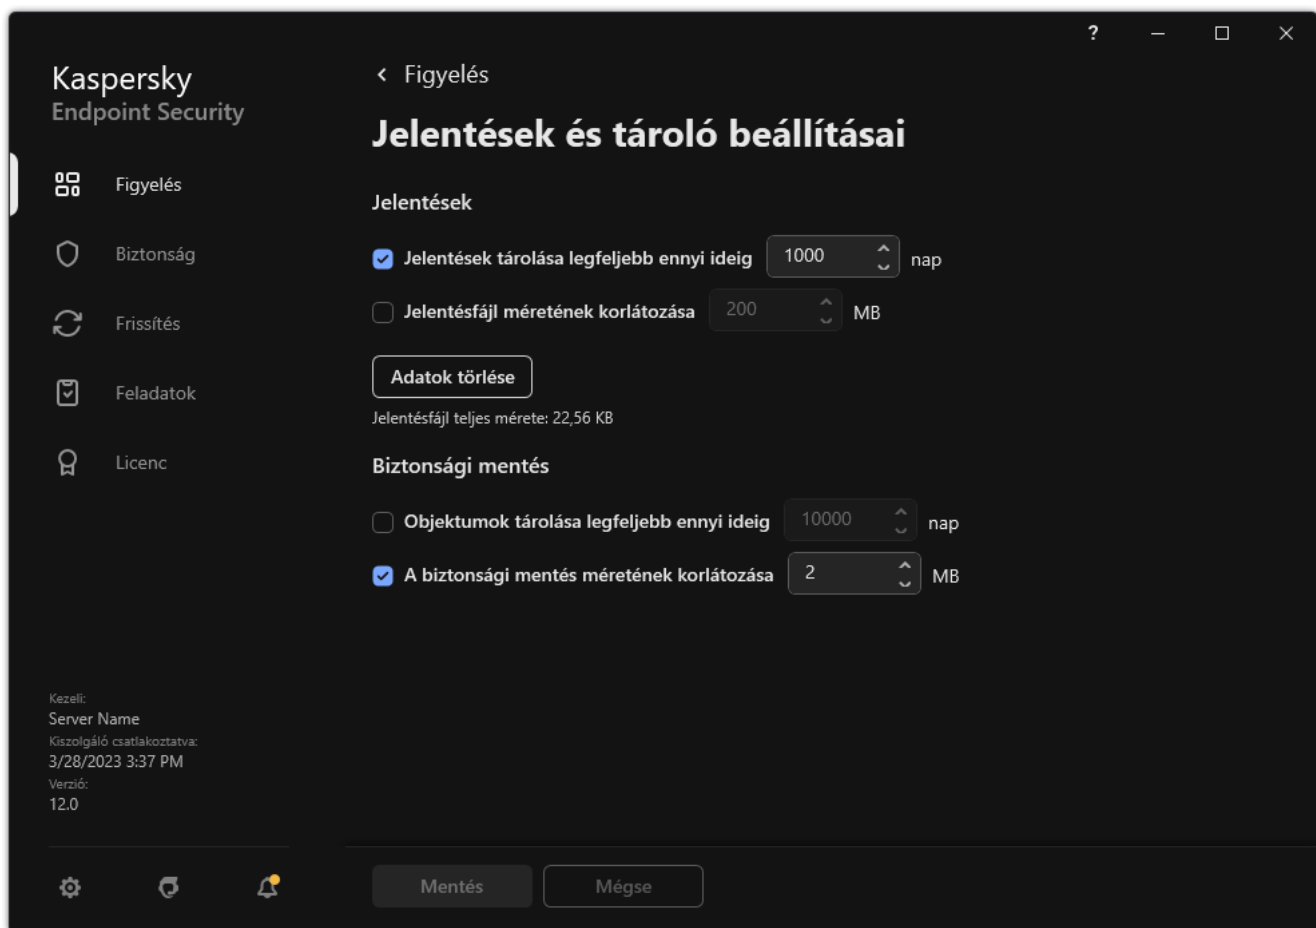 ?
Kaspersky
Endpoint Security
Figyelés
Biztonság
Frissítés
Feladatok
Licenc
Kezeli:
Server Name
Kiszolgáló csatlakoztatva:
3/28/2023 3:37 PM
Verzió:
12.0
Figyelés
Jelentések és tároló beállításai
Jelentések
Jelentések tárolása legfeljebb ennyi ideig 1000 nap
Jelentésfájl méretének korlátozása 200 MB
Adatok törlése
Jelentésfájl teljes mérete: 22,56 KB
Biztonsági mentés
Objektumok tárolása legfeljebb ennyi ideig 10000 nap
A biztonsági mentés méretének korlátozása 2 MB
Mentés Mégse